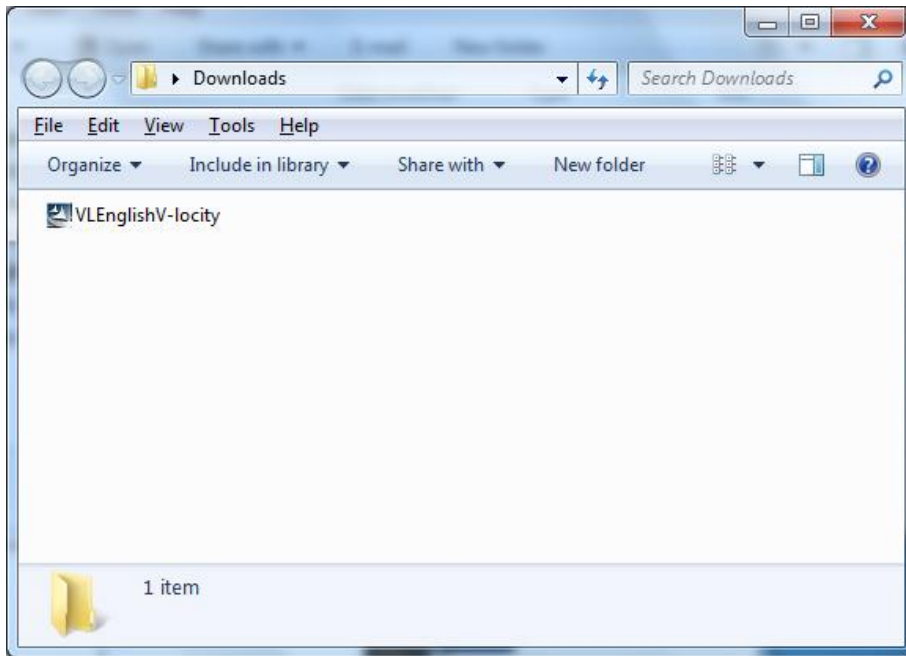 Downloads
Search Downloads
File Edit View Tools Help
Organize Include in library Share with New folder
VLEnglishV-locity
1 item